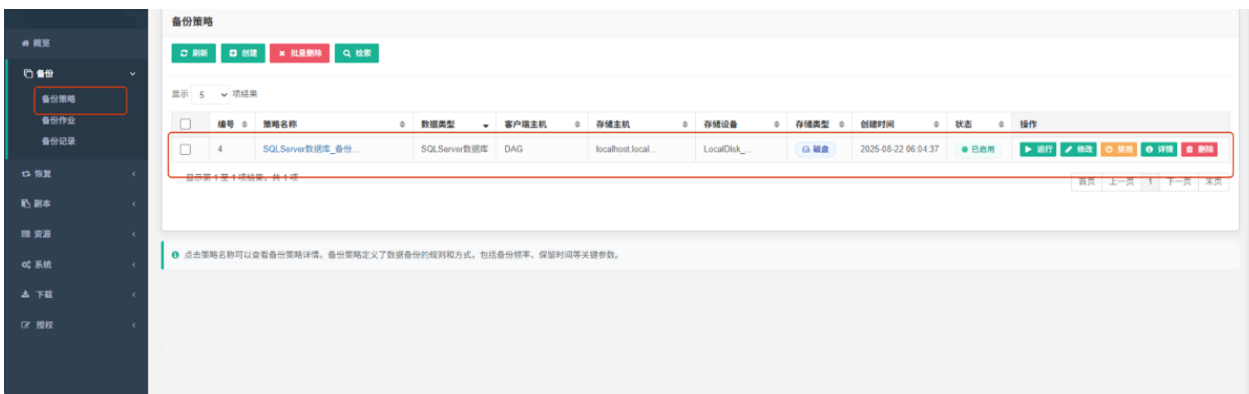 备份策略
概览
备份
备份策略
备份作业
备份记录
恢复
副本
资源
系统
下载
授权
刷新 创建 批量删除 检索
显示 5 项结果
编号 策略名称 数据类型 客户端主机 存储主机 存储设备 存储类型 创建时间 状态 操作
4 SQLServer数据库_备份... SQLServer数据库 DAG localhost.local... LocalDisk_... 磁盘 2025-08-22 06:04:37 已启用 运行 修改 禁用 详情 删除
显示第 1 至 1 项结果，共 1 项
首页 上一页 1 下一页 末页
点击策略名称可以查看备份策略详情。备份策略定义了数据备份的规则和方式，包括备份频率、保留时间等关键参数。